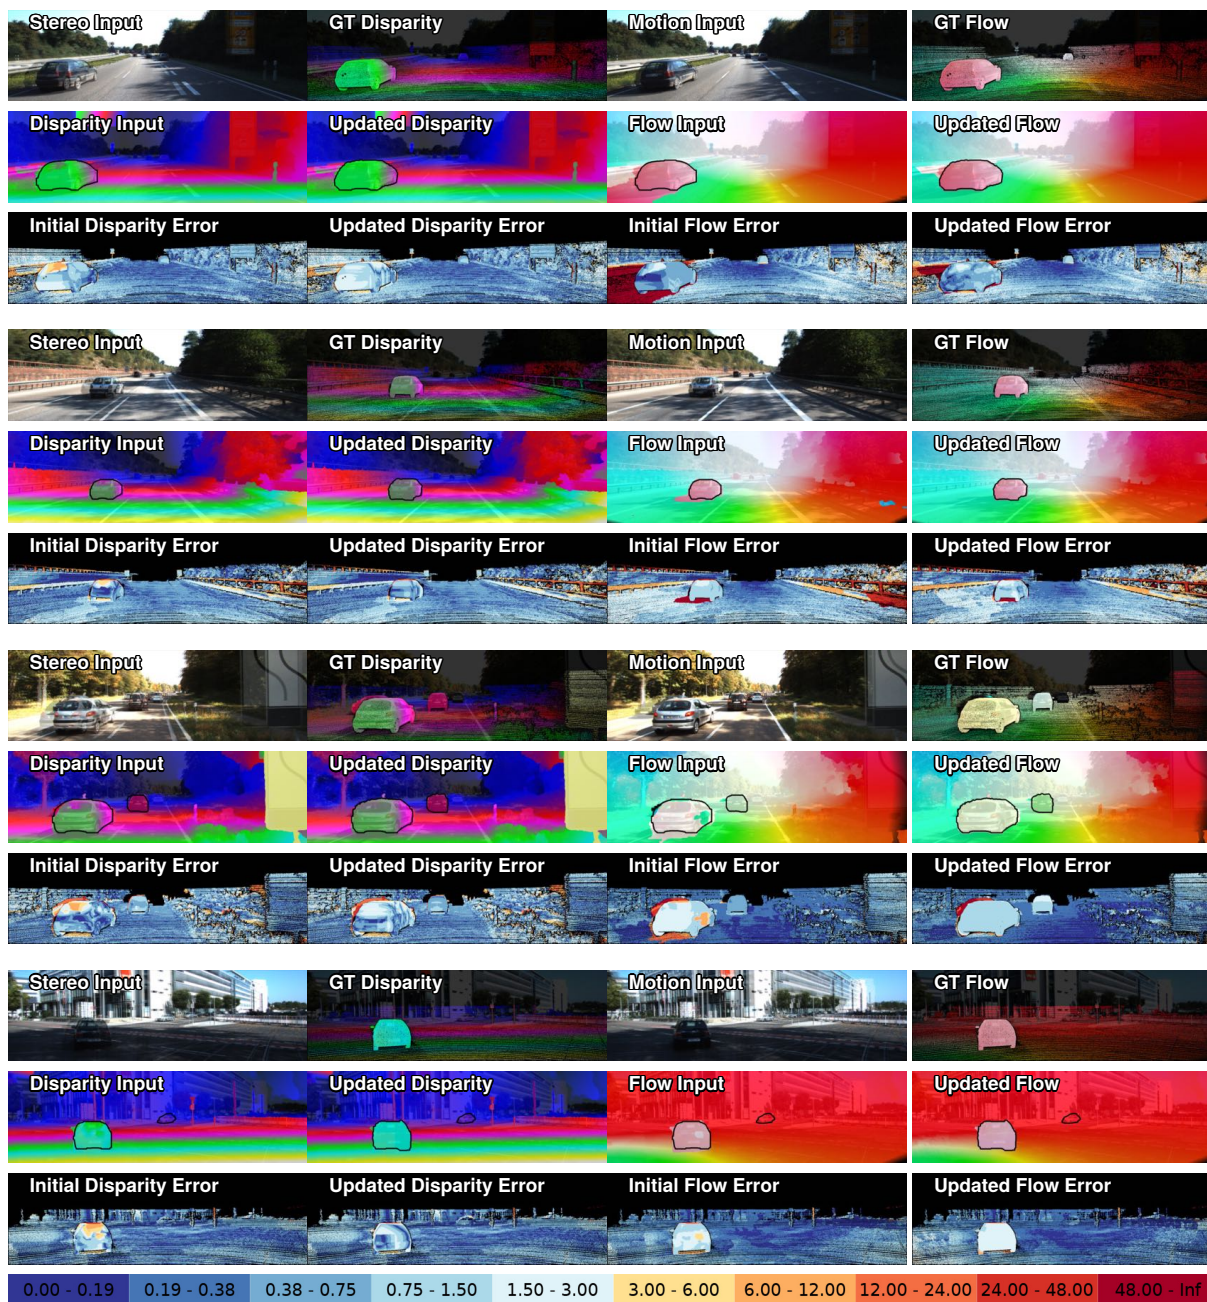 Stereo Input GT Disparity Motion Input GT Flow
Disparity Input Updated Disparity Flow Input Updated Flow
Initial Disparity Error Updated Disparity Error Initial Flow Error Updated Flow Error
Stereo Input GT Disparity Motion Input GT Flow
Disparity Input Updated Disparity Flow Input Updated Flow
Initial Disparity Error Updated Disparity Error Initial Flow Error Updated Flow Error
Stereo Input GT Disparity Motion Input GT Flow
Disparity Input Updated Disparity Flow Input Updated Flow
Initial Disparity Error Updated Disparity Error Initial Flow Error Updated Flow Error
Stereo Input GT Disparity Motion Input GT Flow
Disparity Input Updated Disparity Flow Input Updated Flow
Initial Disparity Error Updated Disparity Error Initial Flow Error Updated Flow Error
0.00 - 0.19 0.19 - 0.38 0.38 - 0.75 0.75 - 1.50 1.50 - 3.00 3.00 - 6.00 6.00 - 12.00 12.00 - 24.00 24.00 - 48.00 48.00 - Inf